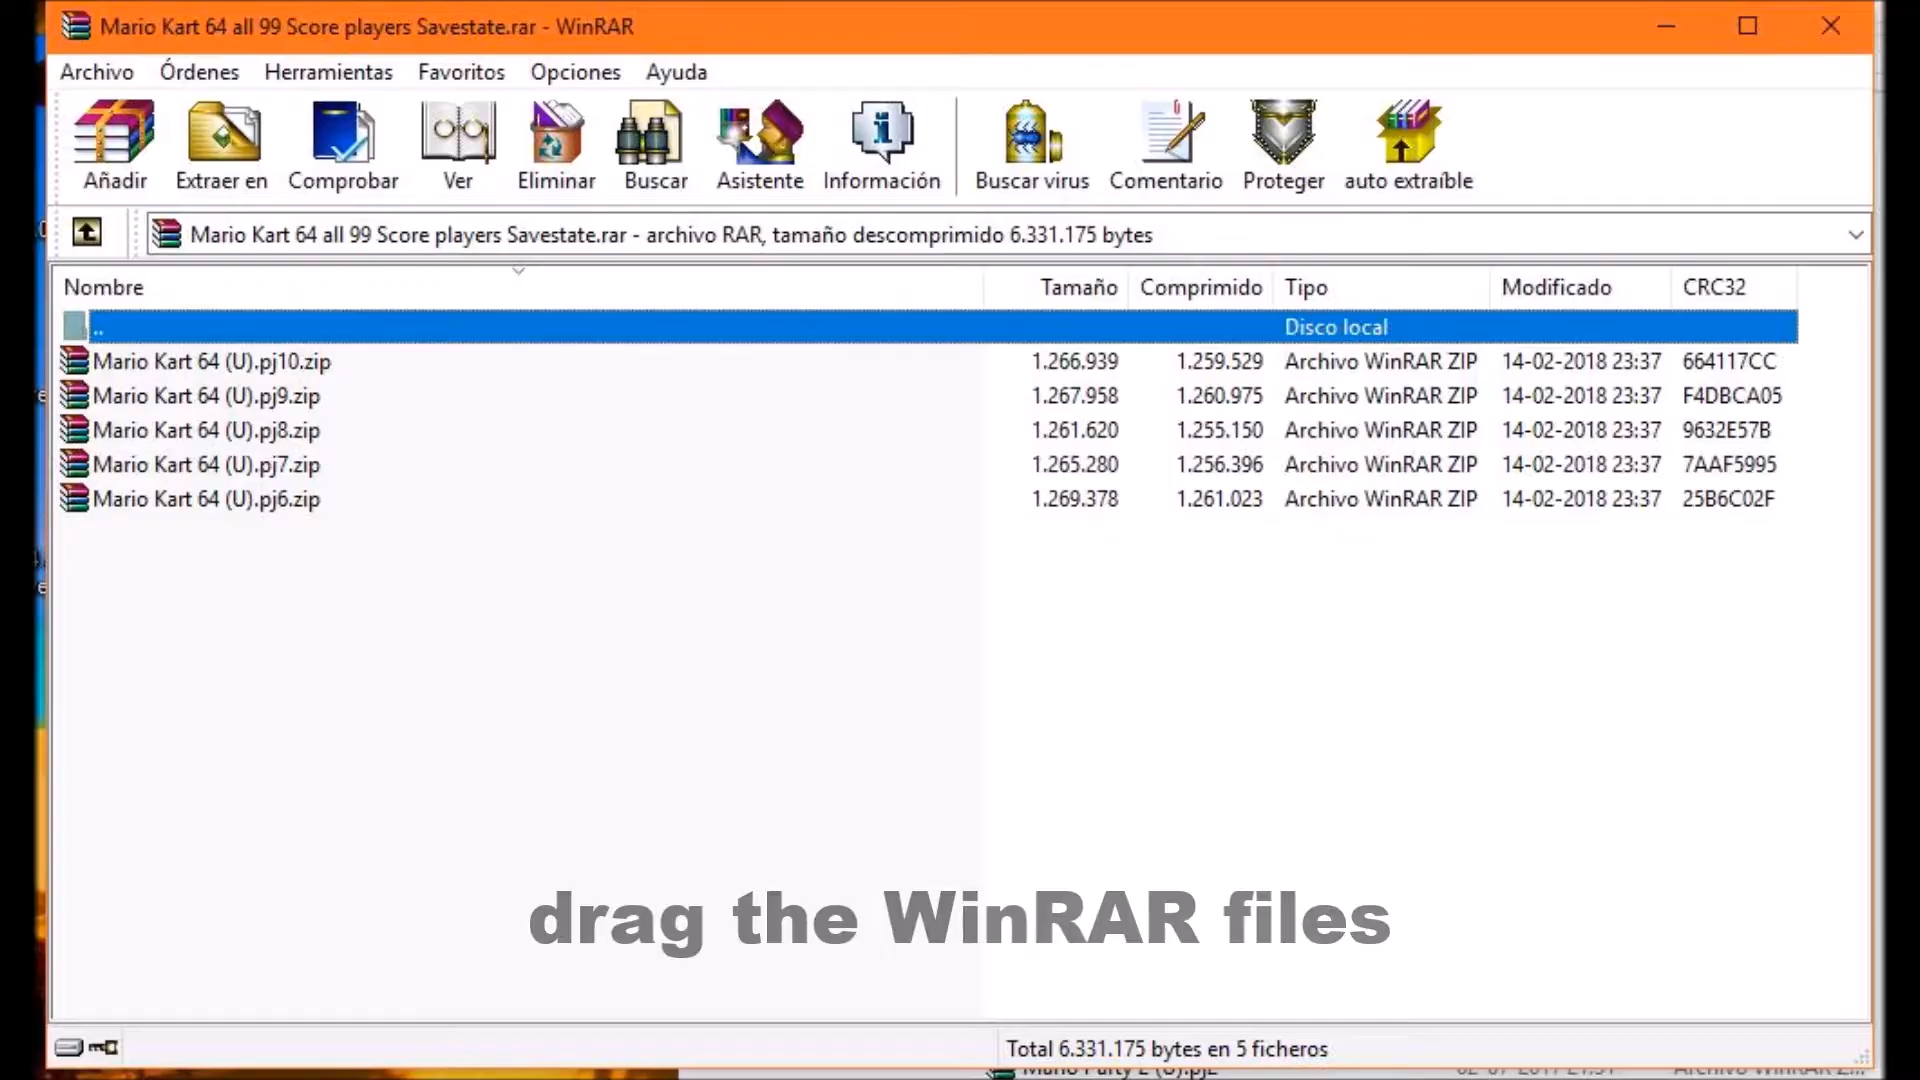 Mario Kart 64 all 99 Score players Savestate.rar - WinRAR
Archivo Órdenes Herramientas Favoritos Opciones Ayuda
Añadir Extraer en Comprobar Ver Eliminar Buscar Asistente Información Buscar virus Comentario Proteger auto extraíble
Mario Kart 64 all 99 Score players Savestate.rar - archivo RAR, tamaño descomprimido 6.331.175 bytes
Nombre Tamaño Comprimido Tipo Modificado CRC32
.. Disco local
Mario Kart 64 (U).pj10.zip 1.266.939 1.259.529 Archivo WinRAR ZIP 14-02-2018 23:37 664117CC
Mario Kart 64 (U).pj9.zip 1.267.958 1.260.975 Archivo WinRAR ZIP 14-02-2018 23:37 F4DBCA05
Mario Kart 64 (U).pj8.zip 1.261.620 1.255.150 Archivo WinRAR ZIP 14-02-2018 23:37 9632E57B
Mario Kart 64 (U).pj7.zip 1.265.280 1.256.396 Archivo WinRAR ZIP 14-02-2018 23:37 7AAF5995
Mario Kart 64 (U).pj6.zip 1.269.378 1.261.023 Archivo WinRAR ZIP 14-02-2018 23:37 25B6C02F
drag the WinRAR files
Total 6.331.175 bytes en 5 ficheros